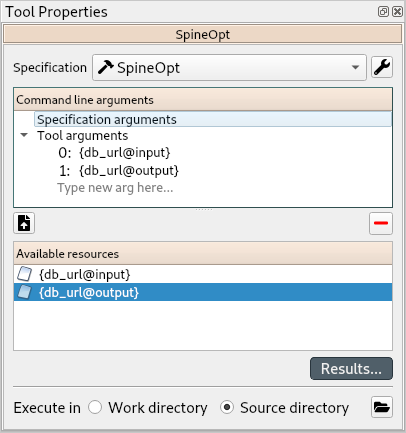 Tool Properties
SpineOpt
Specification SpineOpt
Command line arguments
Specification arguments
Tool arguments
0: {db_url@input}
1: {db_url@output}
Type new arg here...
Available resources
{db_url@input}
{db_url@output}
Results...
Execute in Work directory Source directory